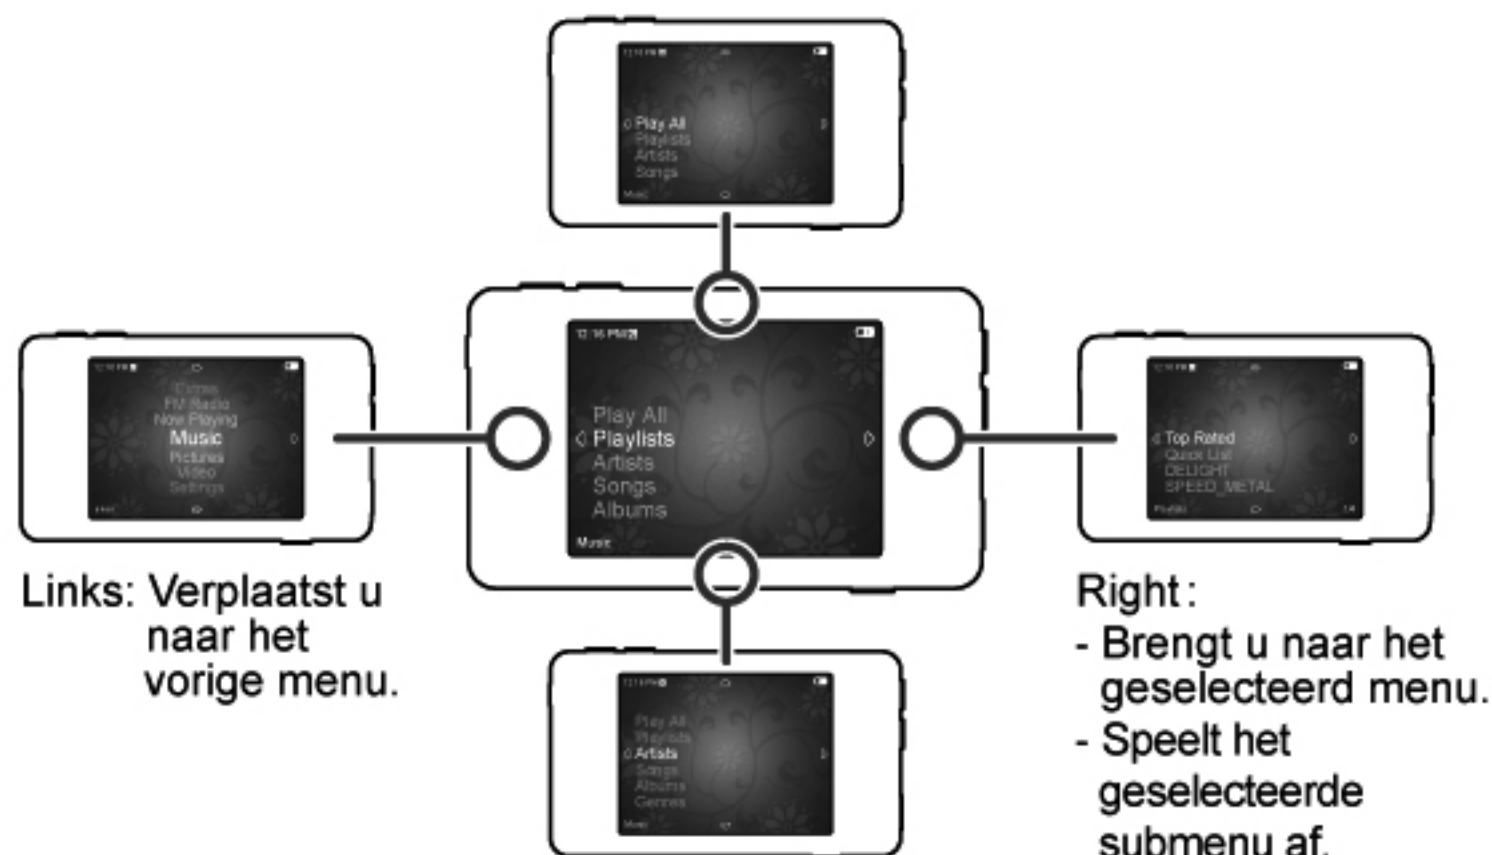 Play All
Playlists
Artists
Songs
Music
12:16 PM
Play All
Playlists
Artists
Songs
Albums
Music
Extras
FM Radio
Now Playing
Music
Pictures
Video
Settings
Top Rated
Quick List
DELIGHT
SPEED_METAL
Playlists
Links: Verplaatst u
naar het
vorige menu.
Right :
- Brengt u naar het
geselecteerd menu.
- Speelt het
geselecteerde
submenu af.
Play All
Playlists
Artists
Songs
Albums
Genres
Music